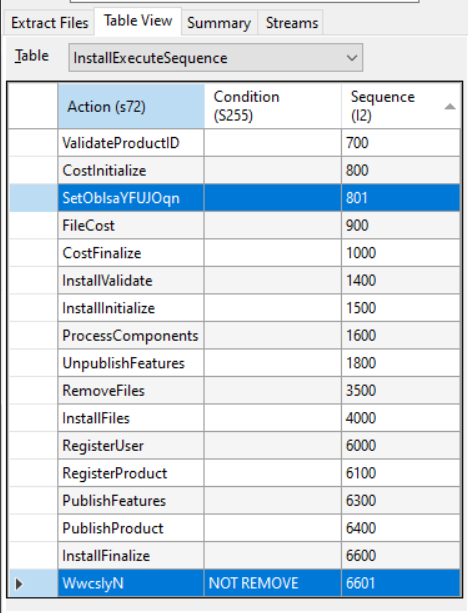 Extract Files Table View Summary Streams
Table InstallExecuteSequence
Action (s72) Condition (S255) Sequence (I2)
ValidateProductID 700
CostInitialize 800
SetOblsaYFUJOqn 801
FileCost 900
CostFinalize 1000
InstallValidate 1400
InstallInitialize 1500
ProcessComponents 1600
UnpublishFeatures 1800
RemoveFiles 3500
InstallFiles 4000
RegisterUser 6000
RegisterProduct 6100
PublishFeatures 6300
PublishProduct 6400
InstallFinalize 6600
WwcslyN NOT REMOVE 6601